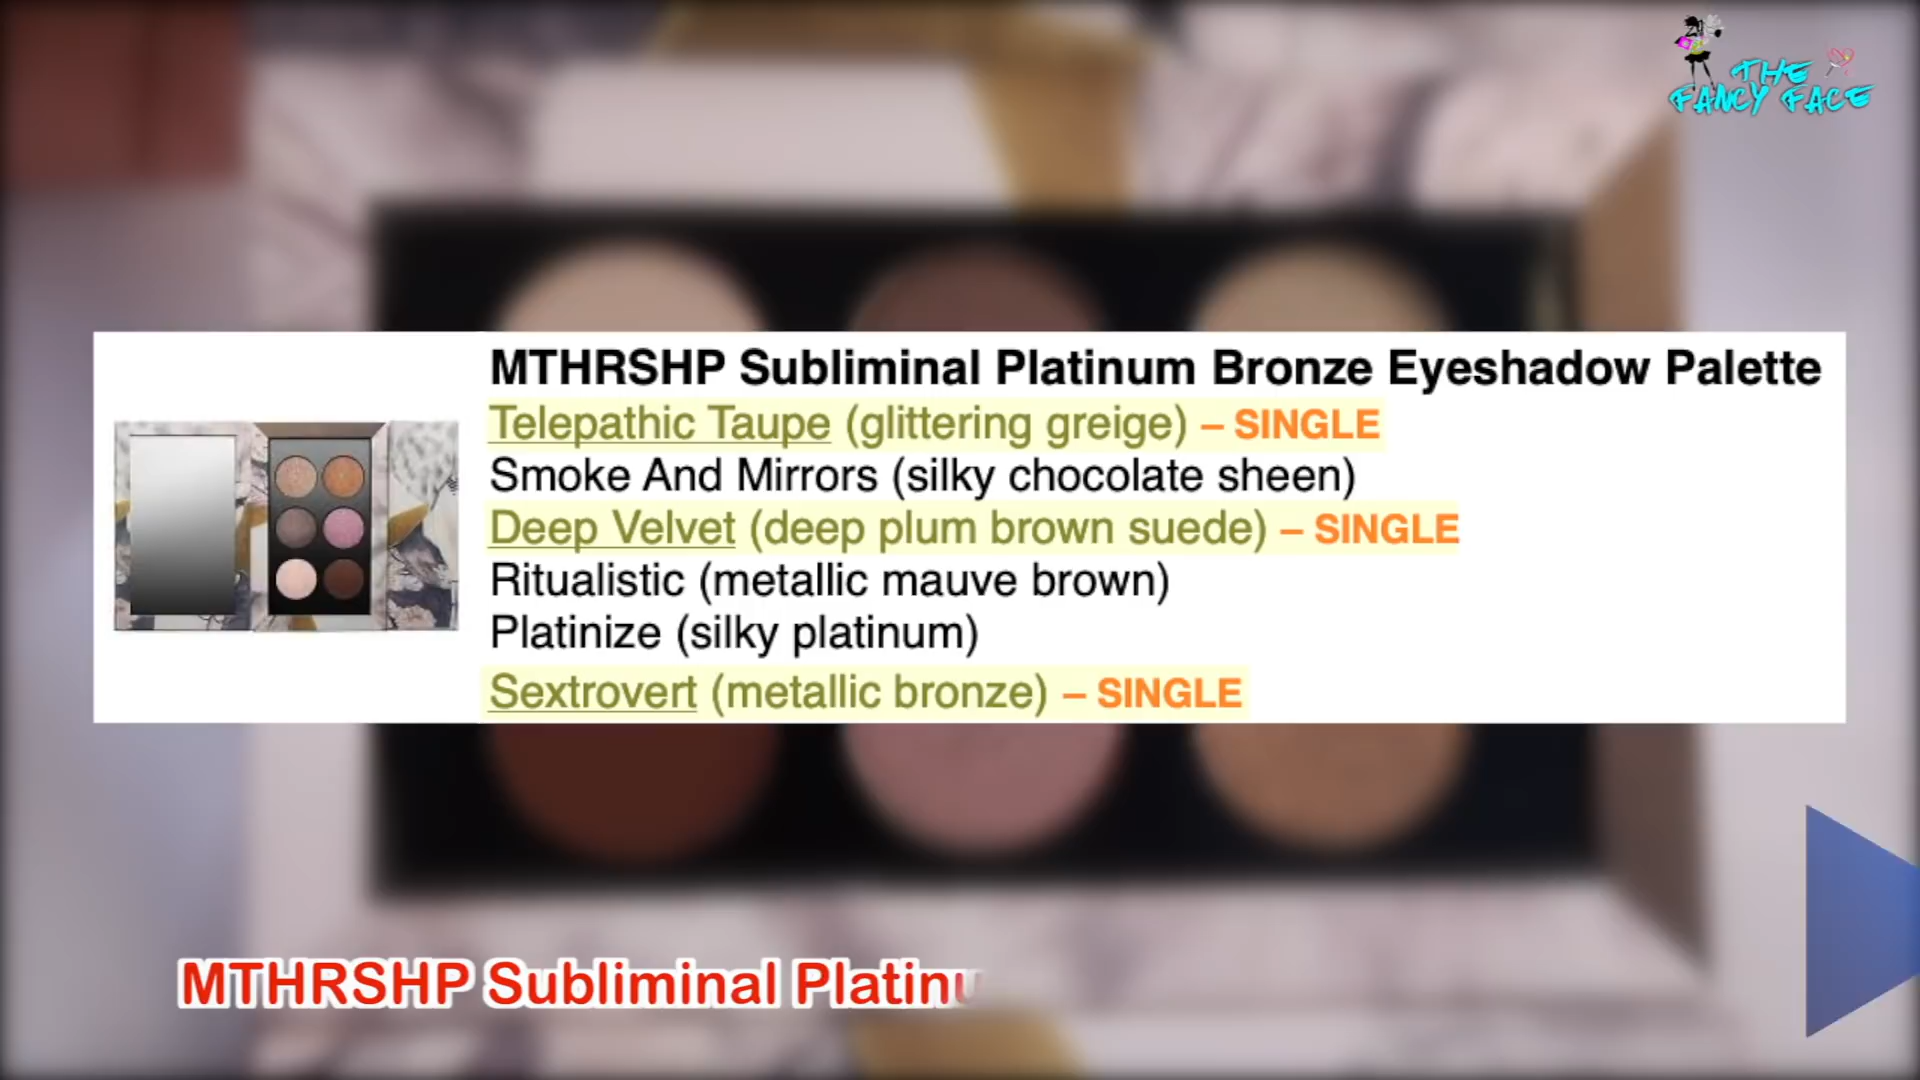 THE
FANCY FACE
MTHRSHP Subliminal Platinum Bronze Eyeshadow Palette
Telepathic Taupe (glittering greige) – SINGLE
Smoke And Mirrors (silky chocolate sheen)
Deep Velvet (deep plum brown suede) – SINGLE
Ritualistic (metallic mauve brown)
Platinize (silky platinum)
Sextrovert (metallic bronze) – SINGLE
MTHRSHP Subliminal Platinu